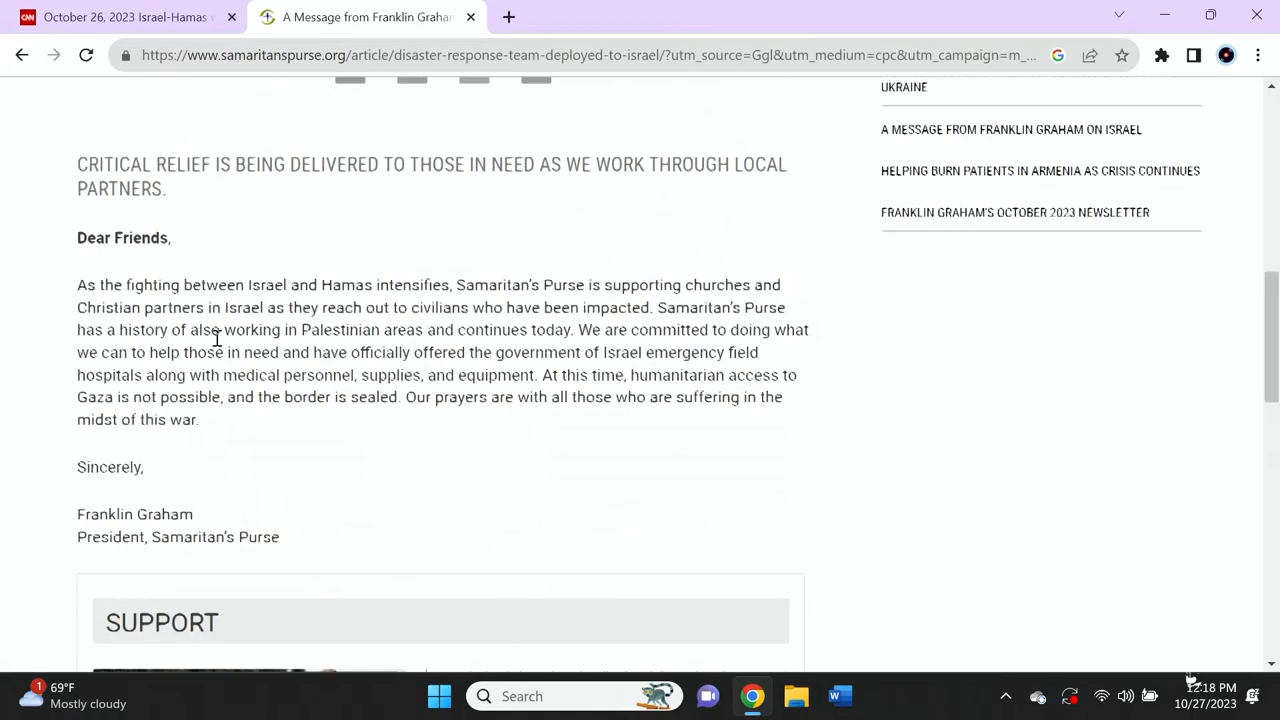 October 26, 2023 Israel-Hamas w
A Message from Franklin Graham
https://www.samaritanspurse.org/article/disaster-response-team-deployed-to-israel/?utm_source=Ggl&utm_medium=cpc&utm_campaign=m_...
UKRAINE
A MESSAGE FROM FRANKLIN GRAHAM ON ISRAEL
HELPING BURN PATIENTS IN ARMENIA AS CRISIS CONTINUES
FRANKLIN GRAHAM'S OCTOBER 2023 NEWSLETTER
CRITICAL RELIEF IS BEING DELIVERED TO THOSE IN NEED AS WE WORK THROUGH LOCAL
PARTNERS.
Dear Friends,
As the fighting between Israel and Hamas intensifies, Samaritan's Purse is supporting churches and
Christian partners in Israel as they reach out to civilians who have been impacted. Samaritan's Purse
has a history of also working in Palestinian areas and continues today. We are committed to doing what
we can to help those in need and have officially offered the government of Israel emergency field
hospitals along with medical personnel, supplies, and equipment. At this time, humanitarian access to
Gaza is not possible, and the border is sealed. Our prayers are with all those who are suffering in the
midst of this war.
Sincerely,
Franklin Graham
President, Samaritan's Purse
SUPPORT
1
69°F
Mostly cloudy
Search
12:18 PM
10/27/2023